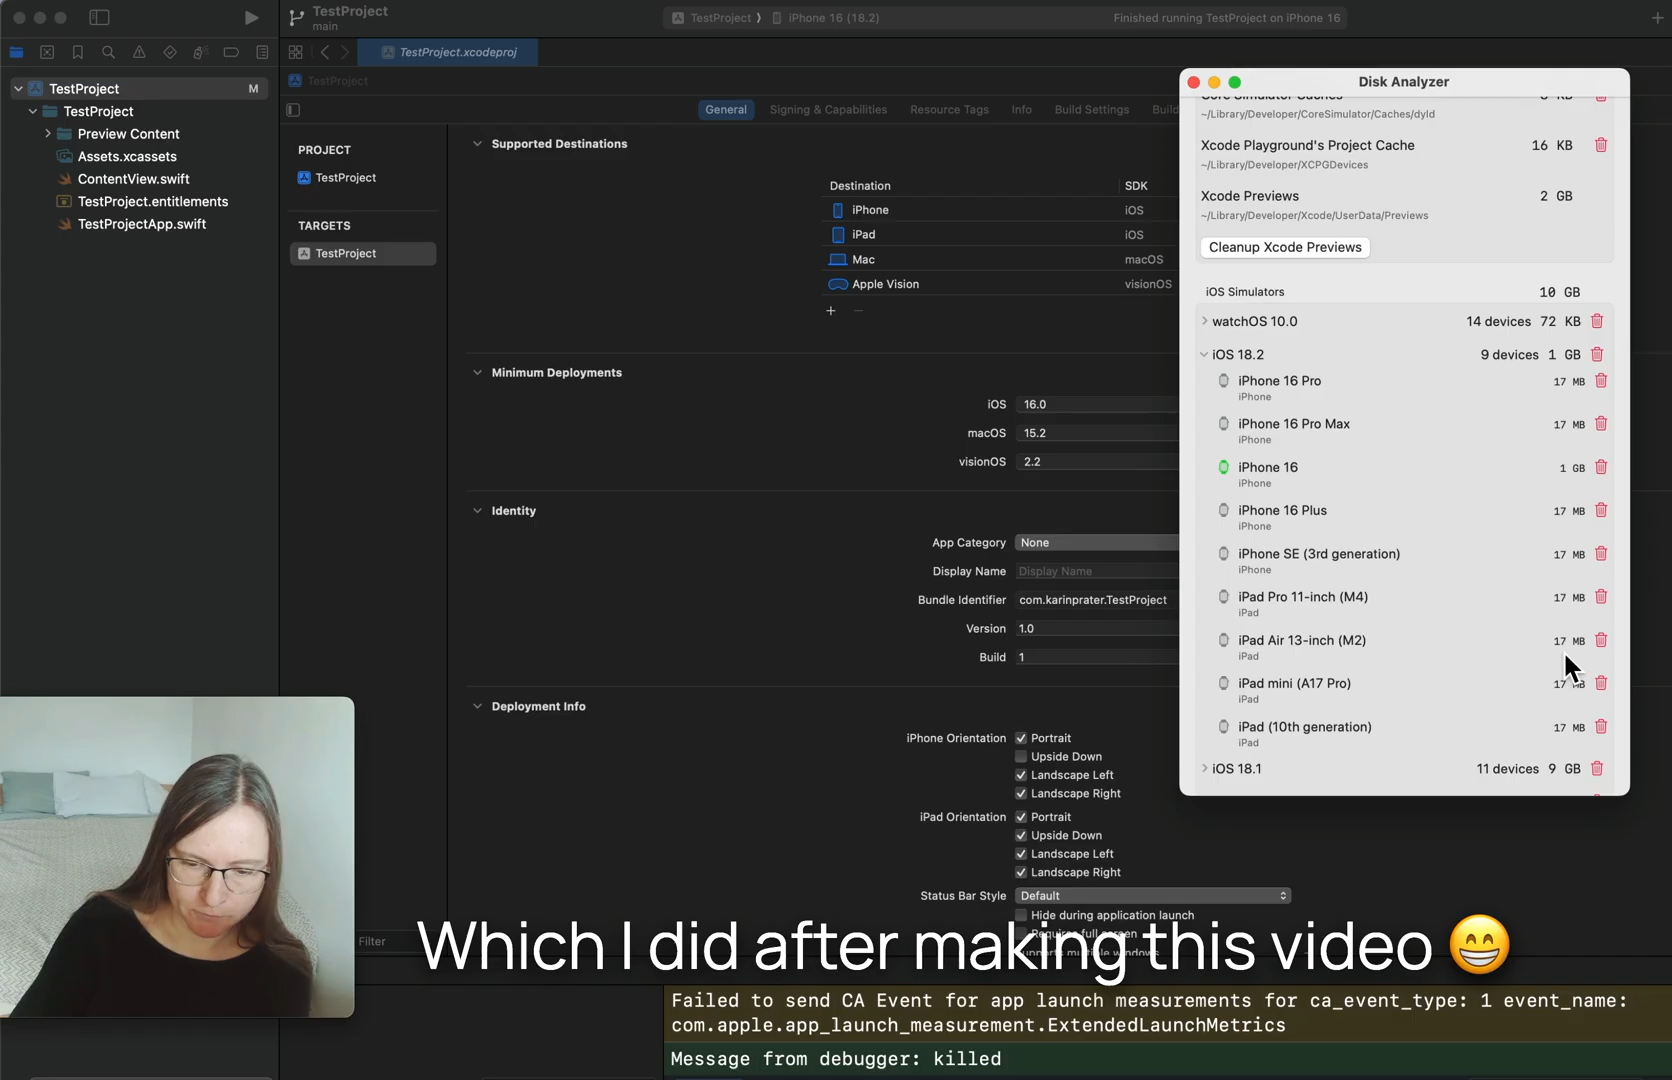 TestProject
main
TestProject
iPhone 16 (18.2)
Finished running TestProject on iPhone 16
TestProject.xcodeproj
TestProject
M
TestProject
Preview Content
Assets.xcassets
ContentView.swift
TestProject.entitlements
TestProjectApp.swift
Filter
TestProject
General
Signing & Capabilities
Resource Tags
Info
Build Settings
Build
PROJECT
TestProject
TARGETS
TestProject
Supported Destinations
Destination
SDK
iPhone
iOS
iPad
iOS
Mac
macOS
Apple Vision
visionOS
Minimum Deployments
iOS
16.0
macOS
15.2
visionOS
2.2
Identity
App Category
None
Display Name
Display Name
Bundle Identifier
com.karinprater.TestProject
Version
1.0
Build
1
Deployment Info
iPhone Orientation
Portrait
Upside Down
Landscape Left
Landscape Right
iPad Orientation
Portrait
Upside Down
Landscape Left
Landscape Right
Status Bar Style
Default
Hide during application launch
Requires full screen
Supports multiple windows
Disk Analyzer
Core Simulator Caches
~/Library/Developer/CoreSimulator/Caches/dyld
Xcode Playground's Project Cache
16 KB
~/Library/Developer/XCPGDevices
Xcode Previews
2 GB
~/Library/Developer/Xcode/UserData/Previews
Cleanup Xcode Previews
iOS Simulators
10 GB
watchOS 10.0
14 devices 72 KB
iOS 18.2
9 devices 1 GB
iPhone 16 Pro
17 MB
iPhone
iPhone 16 Pro Max
17 MB
iPhone
iPhone 16
1 GB
iPhone
iPhone 16 Plus
17 MB
iPhone
iPhone SE (3rd generation)
17 MB
iPhone
iPad Pro 11-inch (M4)
17 MB
iPad
iPad Air 13-inch (M2)
17 MB
iPad
iPad mini (A17 Pro)
17 MB
iPad
iPad (10th generation)
17 MB
iPad
iOS 18.1
11 devices 9 GB
Which I did after making this video 😁
Failed to send CA Event for app launch measurements for ca_event_type: 1 event_name:
com.apple.app_launch_measurement.ExtendedLaunchMetrics
Message from debugger: killed